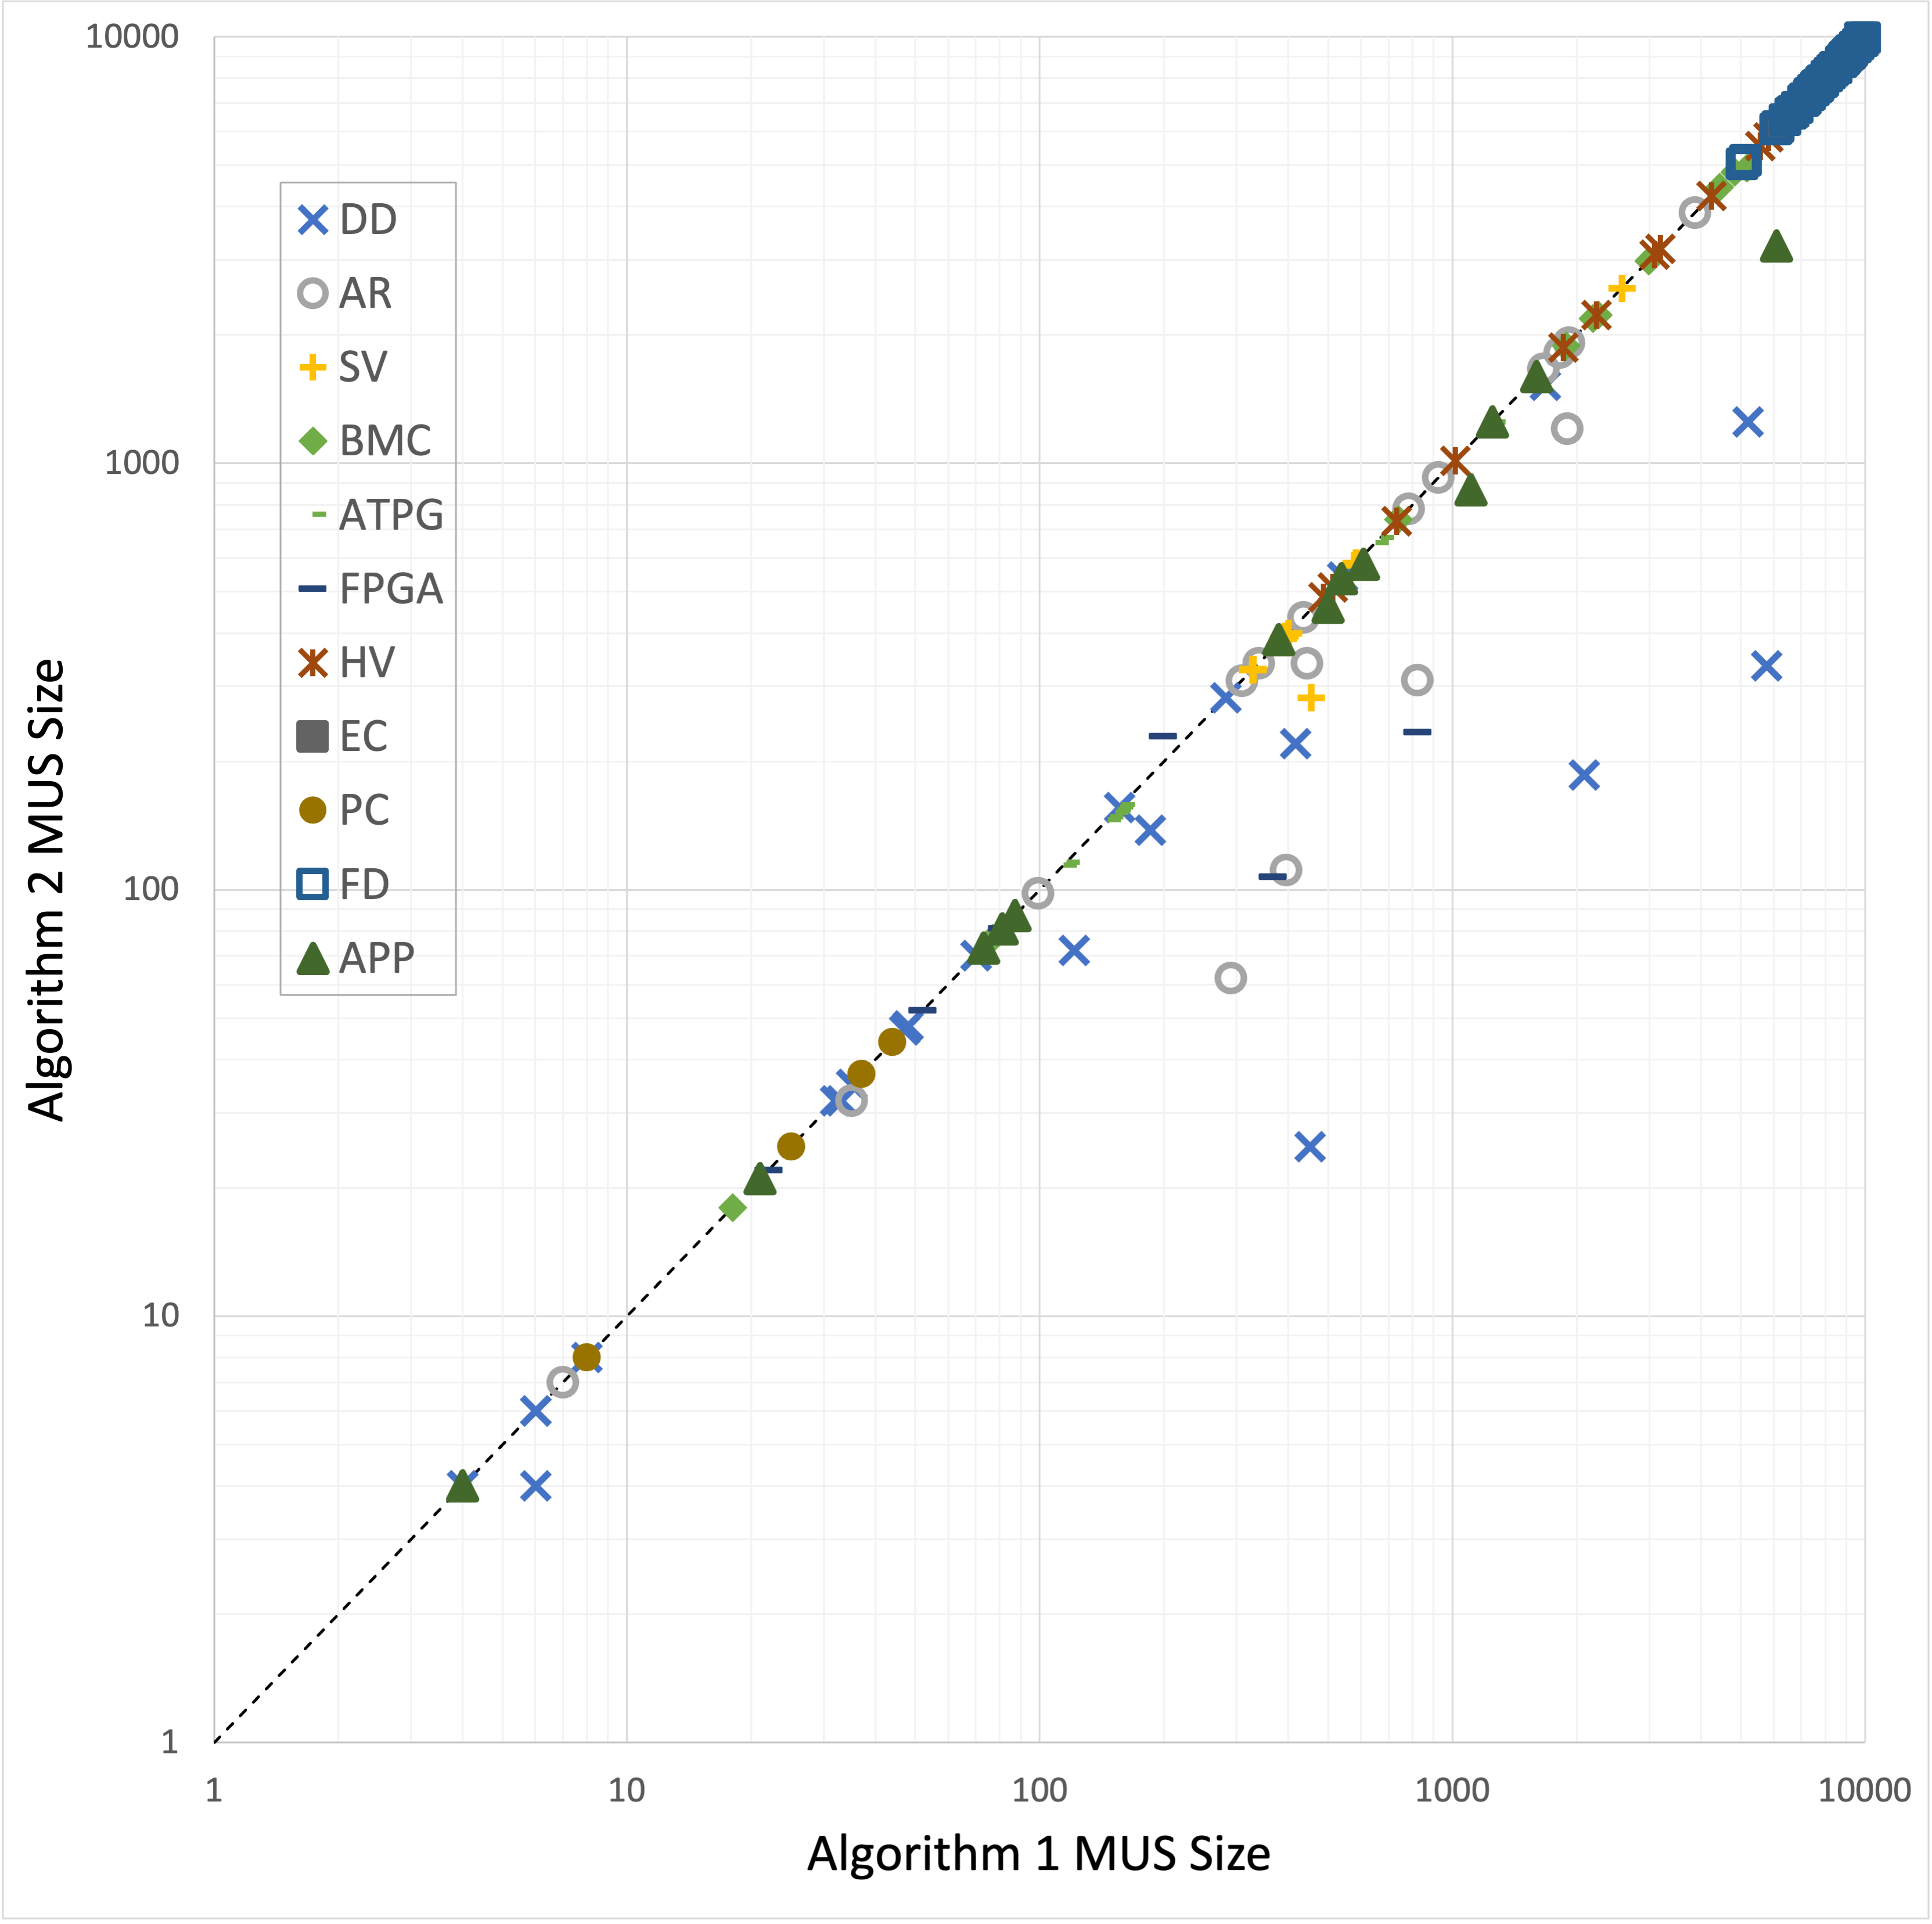 10000
1000
100
10
1
Algorithm 2 MUS Size
DD
AR
SV
BMC
ATPG
FPGA
HV
EC
PC
FD
APP
1 10 100 1000 10000
Algorithm 1 MUS Size